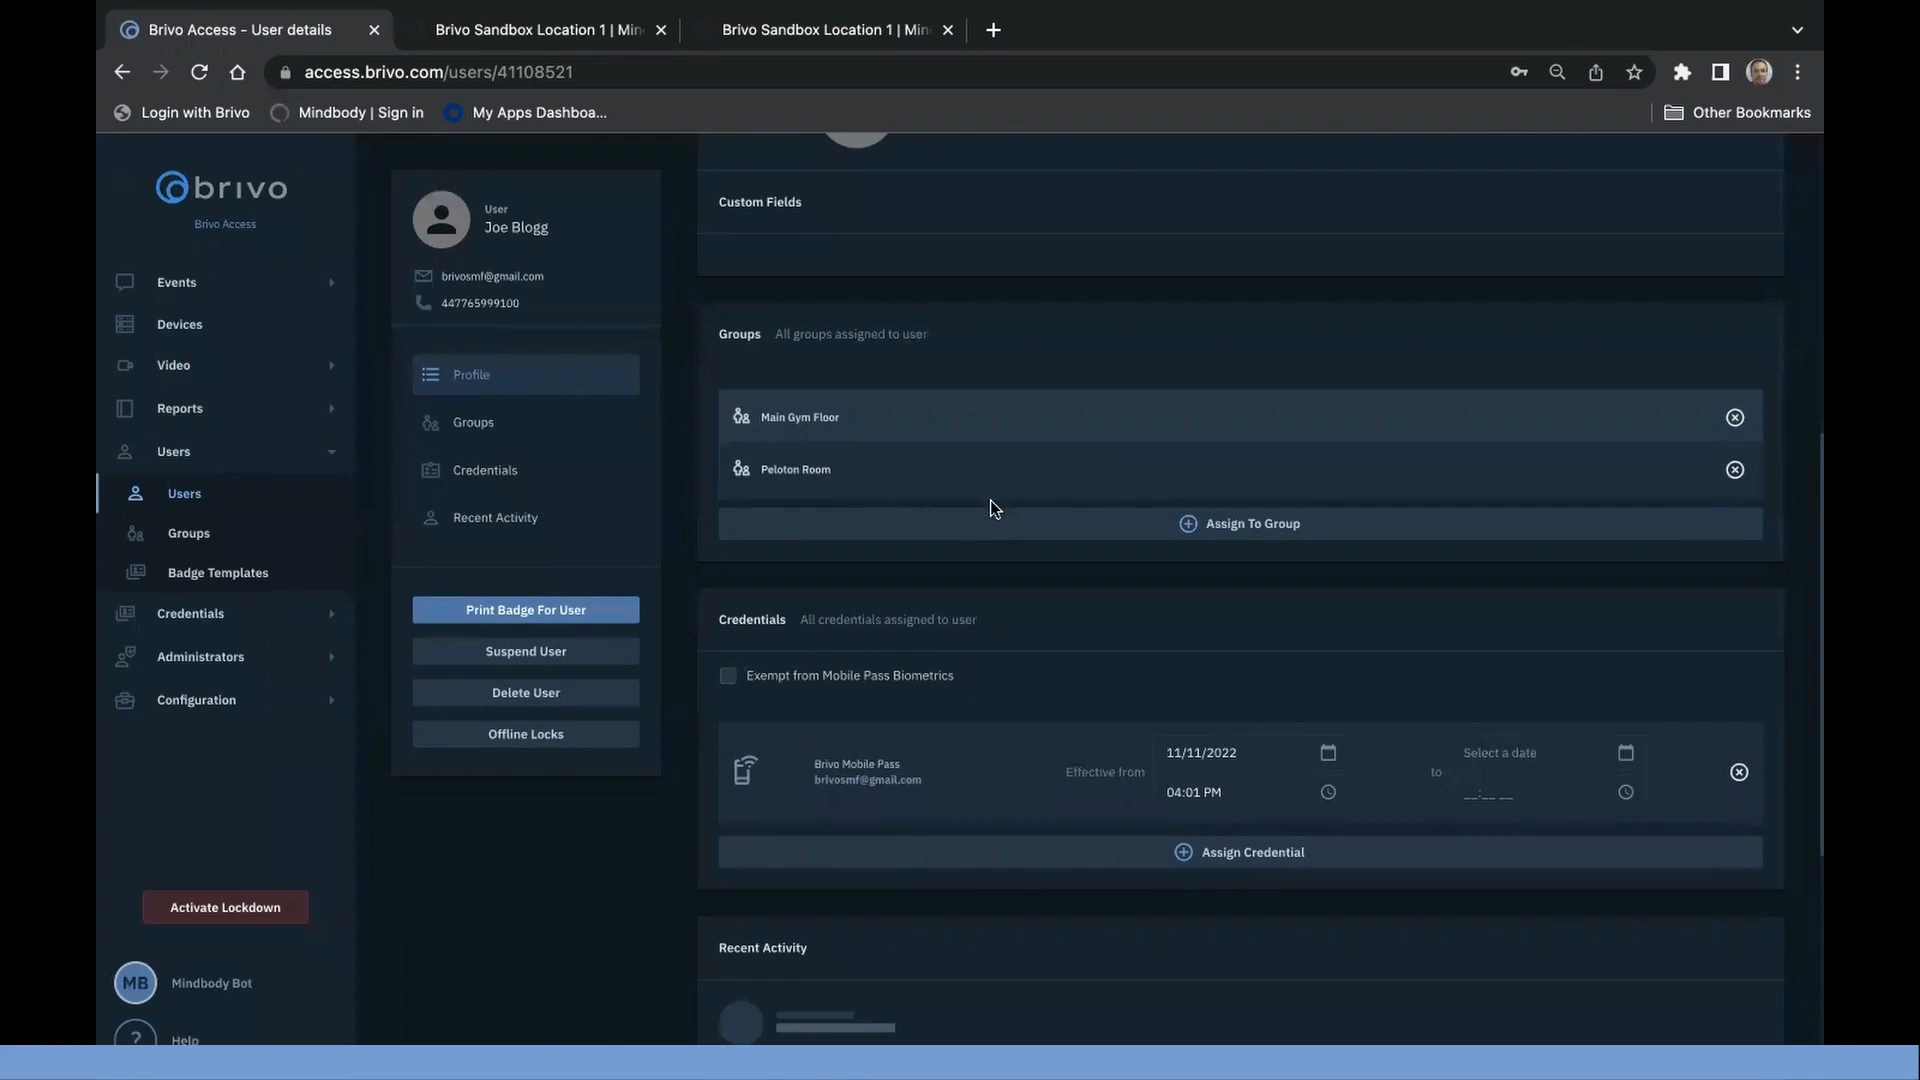 Brivo Access - User details
Brivo Sandbox Location 1 | Min
Brivo Sandbox Location 1 | Min
access.brivo.com/users/41108521
Login with Brivo
Mindbody | Sign in
My Apps Dashboa...
Other Bookmarks
brivo
Brivo Access
Events
Devices
Video
Reports
Users
Users
Groups
Badge Templates
Credentials
Administrators
Configuration
Activate Lockdown
MB
Mindbody Bot
?
Help
User
Joe Blogg
brivosmf@gmail.com
447765999100
Profile
Groups
Credentials
Recent Activity
Print Badge For User
Suspend User
Delete User
Offline Locks
Custom Fields
Groups All groups assigned to user
Main Gym Floor
Peloton Room
Assign To Group
Credentials All credentials assigned to user
Exempt from Mobile Pass Biometrics
Brivo Mobile Pass
brivosmf@gmail.com
Effective from
11/11/2022
04:01 PM
to
Select a date
__:__ __
Assign Credential
Recent Activity